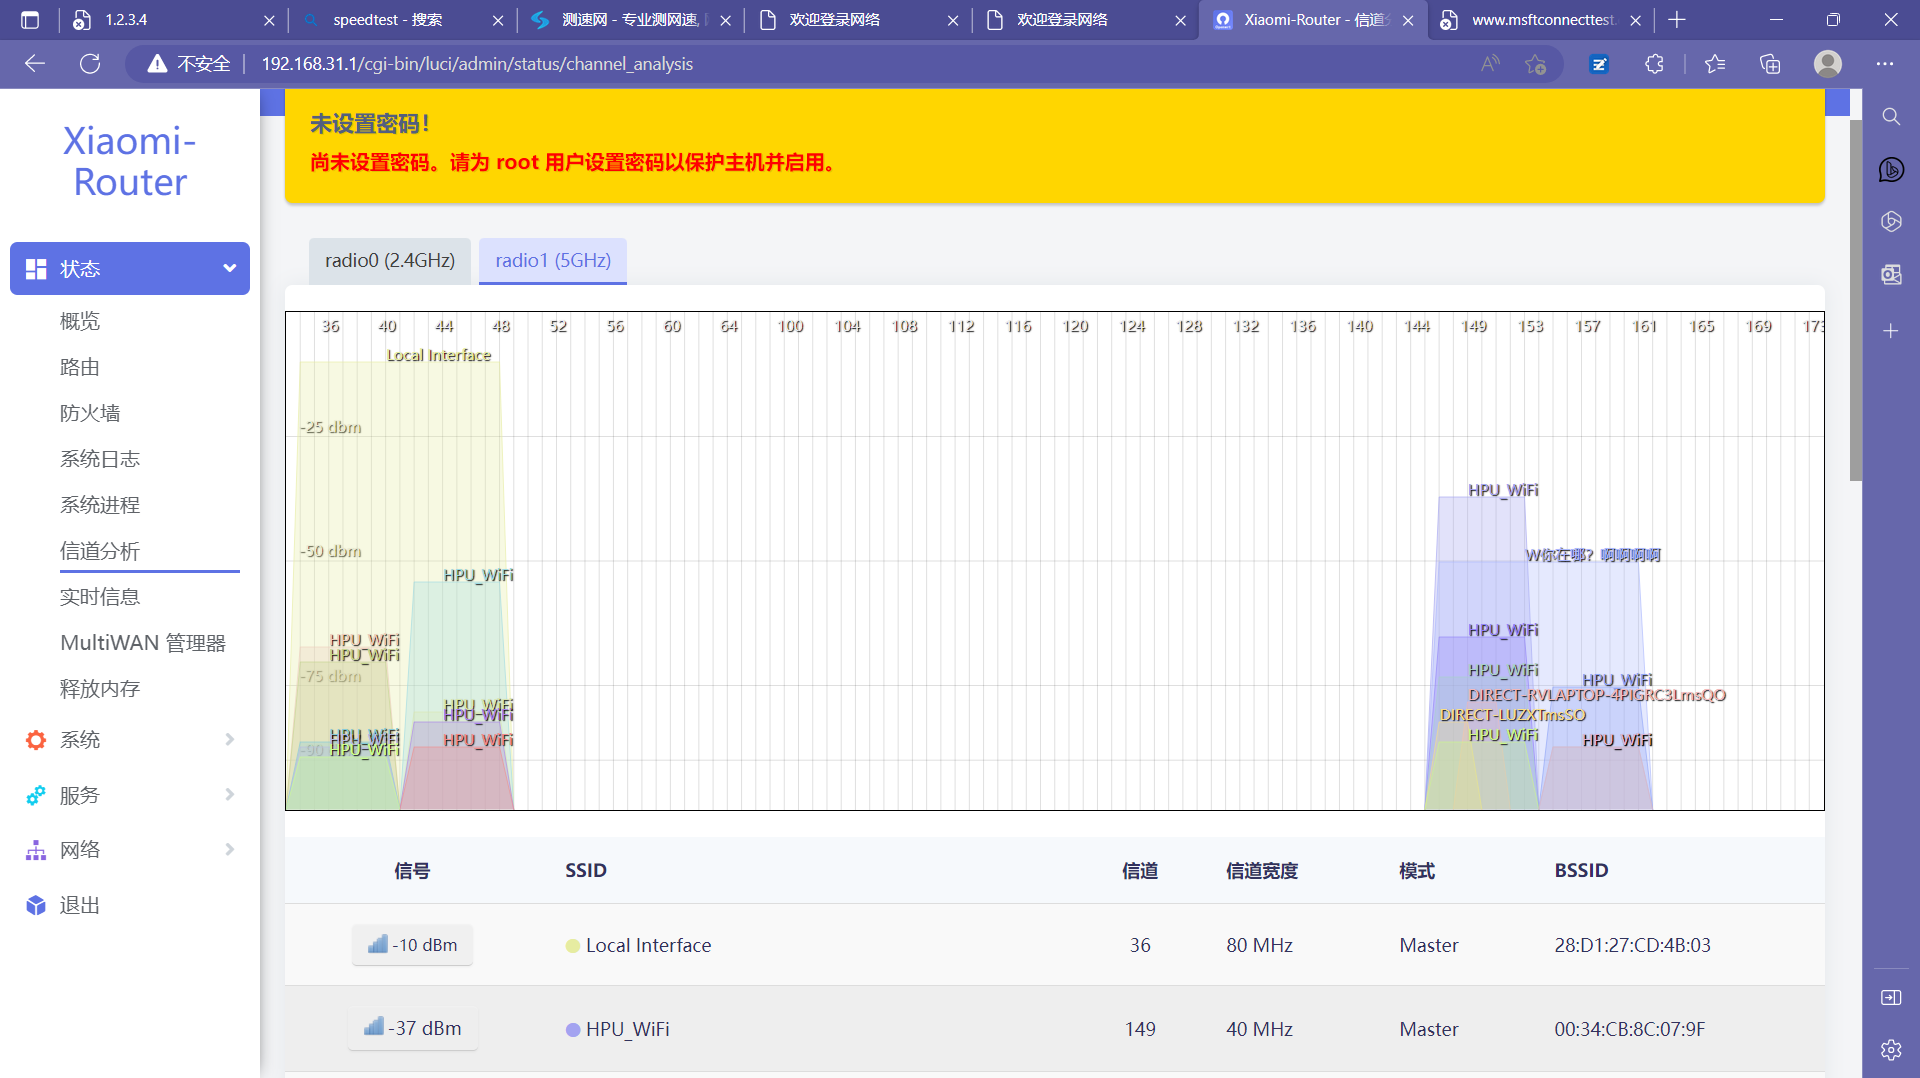 1.2.3.4
speedtest - 搜索
测速网 - 专业测网速,
欢迎登录网络
欢迎登录网络
Xiaomi-Router - 信道分
www.msftconnecttest.
不安全
192.168.31.1/cgi-bin/luci/admin/status/channel_analysis
Xiaomi-
Router
状态
概览
路由
防火墙
系统日志
系统进程
信道分析
实时信息
MultiWAN 管理器
释放内存
系统
服务
网络
退出
未设置密码！
尚未设置密码。请为 root 用户设置密码以保护主机并启用。
radio0 (2.4GHz)
radio1 (5GHz)
36 40 44 48 52 56 60 64 100 104 108 112 116 120 124 128 132 136 140 144 149 153 157 161 165 169 173
Local Interface
-25 dbm
HPU_WiFi
-50 dbm
W你在哪？啊啊啊啊
HPU_WiFi
HPU_WiFi
HPU_WiFi
HPU_WiFi
HPU_WiFi
-75 dbm
HPU_WiFi
DIRECT-RVLAPTOP-4PIGRC3LmsQO
HPU_WiFi
HPU_WiFi
DIRECT-LUZXTmsSO
HPU_WiFi
HPU_WiFi
HPU_WiFi
HPU_WiFi
HPU_WiFi
-90
HPU_WiFi
信号 SSID 信道 信道宽度 模式 BSSID
-10 dBm Local Interface 36 80 MHz Master 28:D1:27:CD:4B:03
-37 dBm HPU_WiFi 149 40 MHz Master 00:34:CB:8C:07:9F